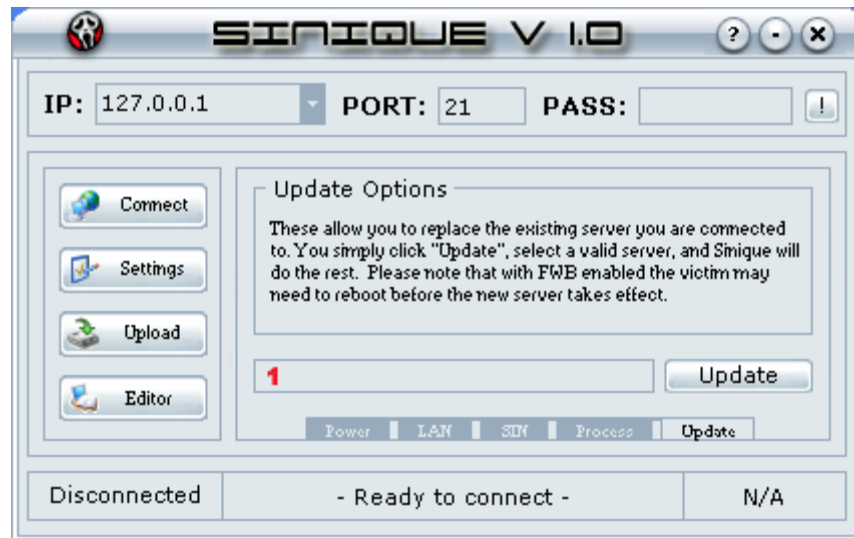 SINIQUE V 1.0
? - x
IP: 127.0.0.1 PORT: 21 PASS: !
Connect
Settings
Upload
Editor
Update Options
These allow you to replace the existing server you are connected
to. You simply click "Update", select a valid server, and Sinique will
do the rest. Please note that with FWB enabled the victim may
need to reboot before the new server takes effect.
1 Update
Power LAN SIN Process Update
Disconnected - Ready to connect - N/A